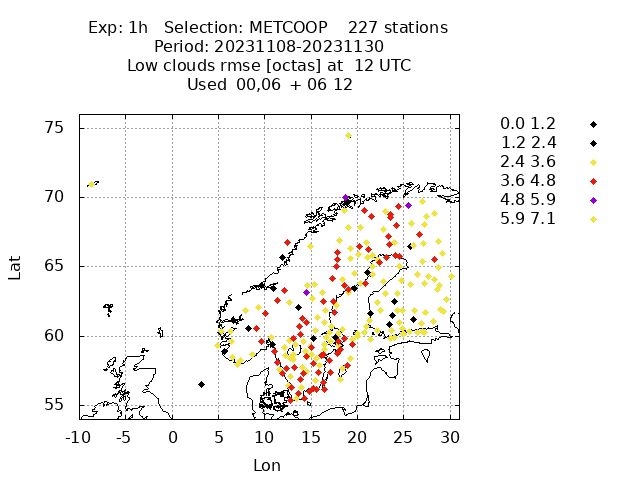 Exp: 1h Selection: METCOOP 227 stations
Period: 20231108-20231130
Low clouds rmse [octas] at 12 UTC
Used 00,06 + 06 12
0.0 1.2
1.2 2.4
2.4 3.6
3.6 4.8
4.8 5.9
5.9 7.1
75
70
65
60
55
Lat
-10 -5 0 5 10 15 20 25 30
Lon